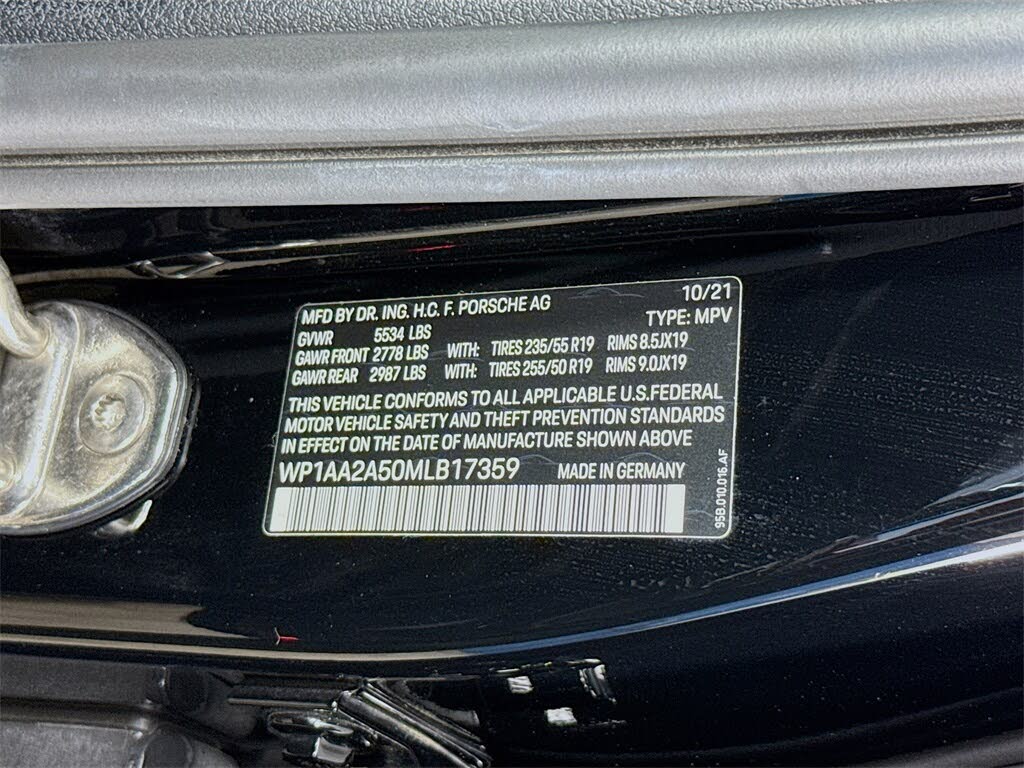 MFD BY DR. ING. H.C. F. PORSCHE AG 10/21
GVWR 5534 LBS TYPE: MPV
GAWR FRONT 2778 LBS WITH: TIRES 235/55 R19 RIMS 8.5JX19
GAWR REAR 2987 LBS WITH: TIRES 255/50 R19 RIMS 9.0JX19
THIS VEHICLE CONFORMS TO ALL APPLICABLE U.S. FEDERAL
MOTOR VEHICLE SAFETY AND THEFT PREVENTION STANDARDS
IN EFFECT ON THE DATE OF MANUFACTURE SHOWN ABOVE
WP1AA2A50MLB17359 MADE IN GERMANY
95B.010.016.AF